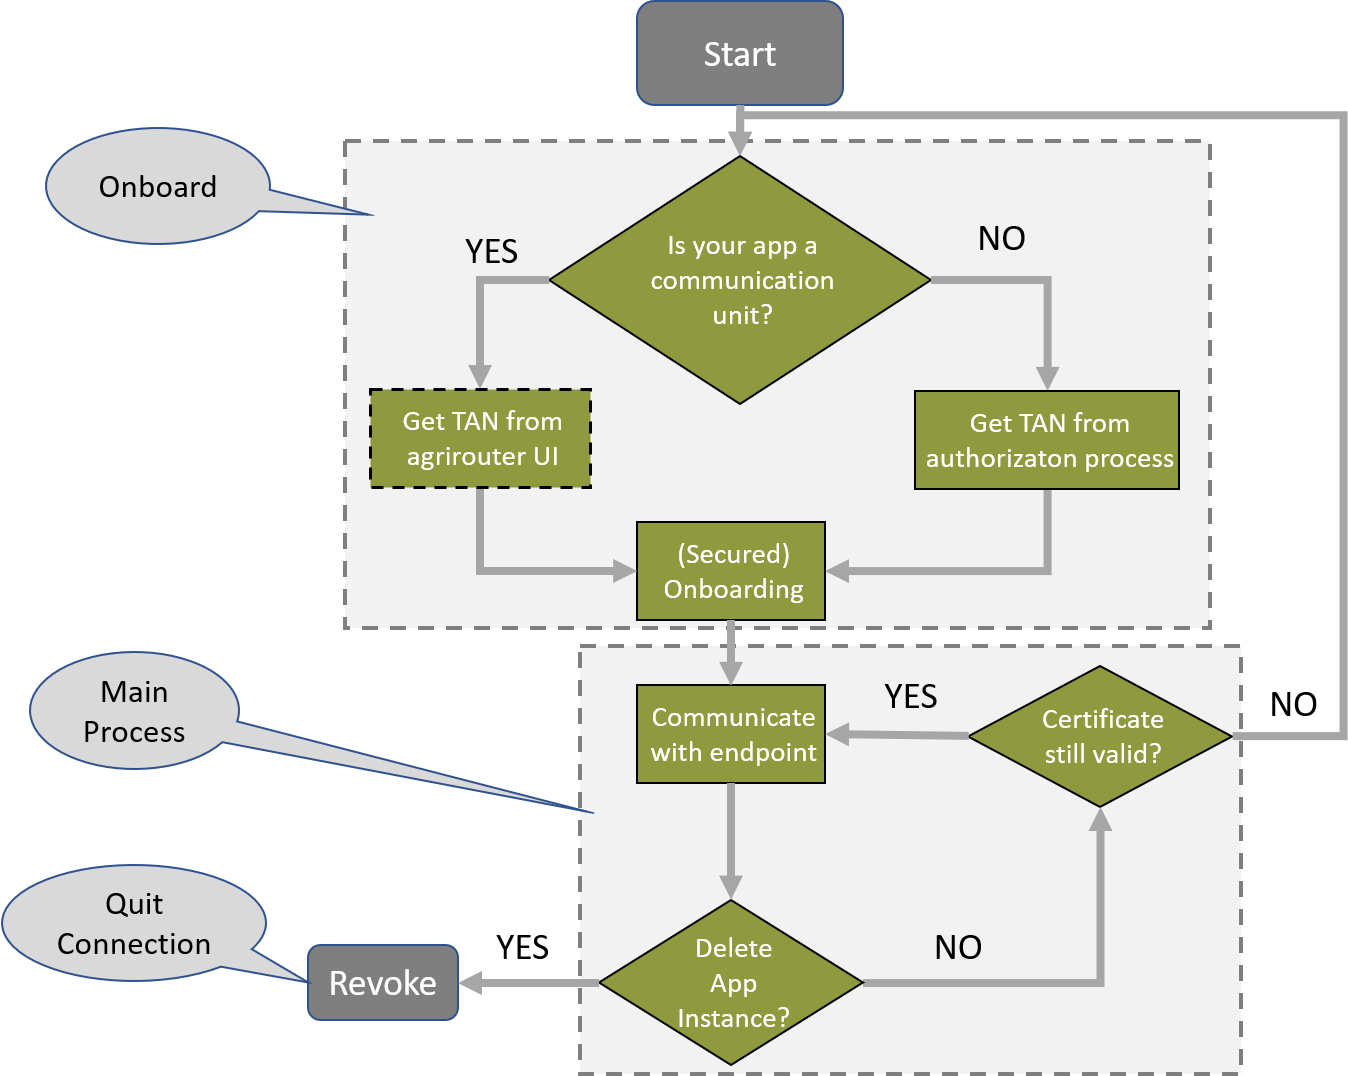 Start
Onboard
Is your app a
communication
unit?
YES
NO
Get TAN from
agrirouter UI
Get TAN from
authorizaton process
(Secured)
Onboarding
Main
Process
Communicate
with endpoint
YES
Certificate
still valid?
NO
Quit
Connection
Revoke
YES
Delete
App
Instance?
NO